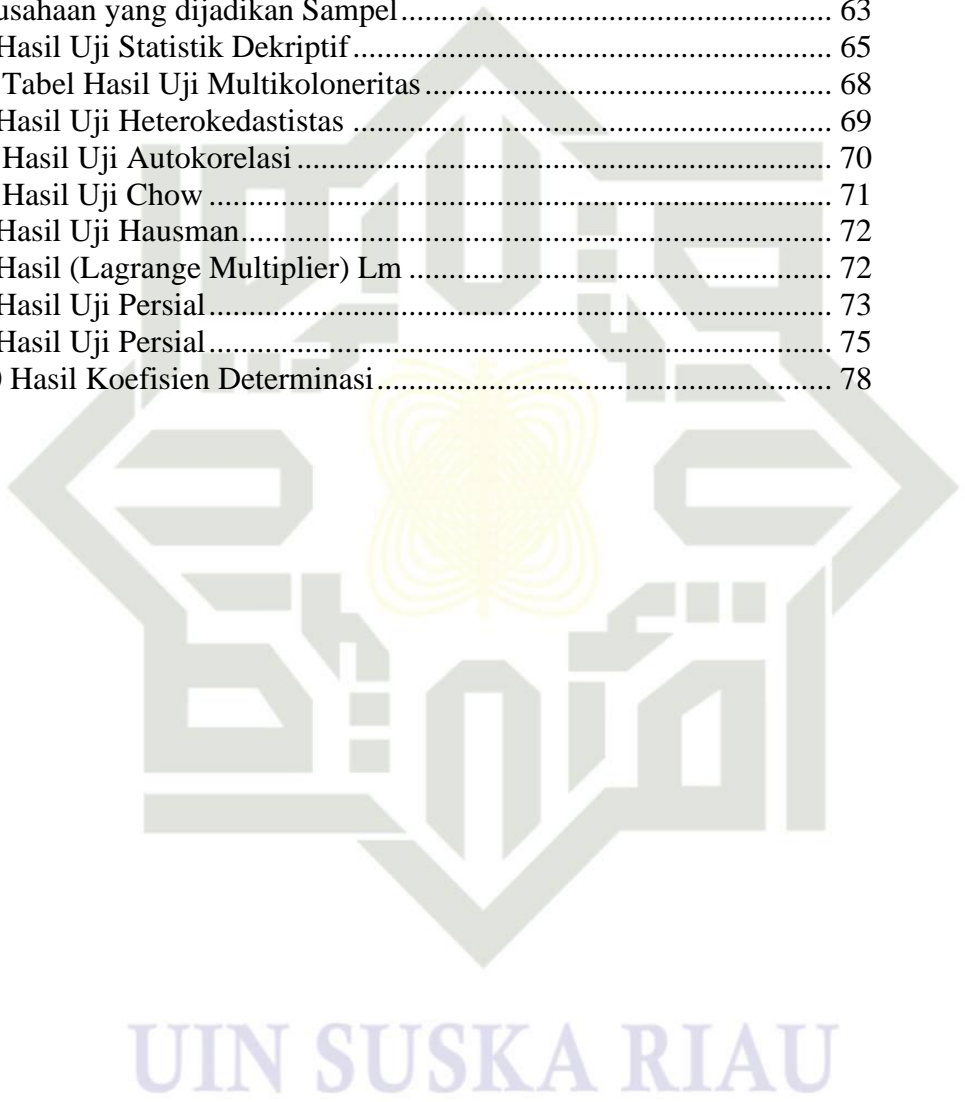 usahaan yang dijadikan Sampel............................................................ 63
Hasil Uji Statistik Dekriptif.................................................................. 65
Tabel Hasil Uji Multikoloneritas.......................................................... 68
Hasil Uji Heterokedastistas .................................................................. 69
Hasil Uji Autokorelasi.......................................................................... 70
Hasil Uji Chow ..................................................................................... 71
Hasil Uji Hausman................................................................................ 72
Hasil (Lagrange Multiplier) Lm ........................................................... 72
Hasil Uji Persial.................................................................................... 73
Hasil Uji Persial.................................................................................... 75
Hasil Koefisien Determinasi................................................................. 78
UIN SUSKA RIAU